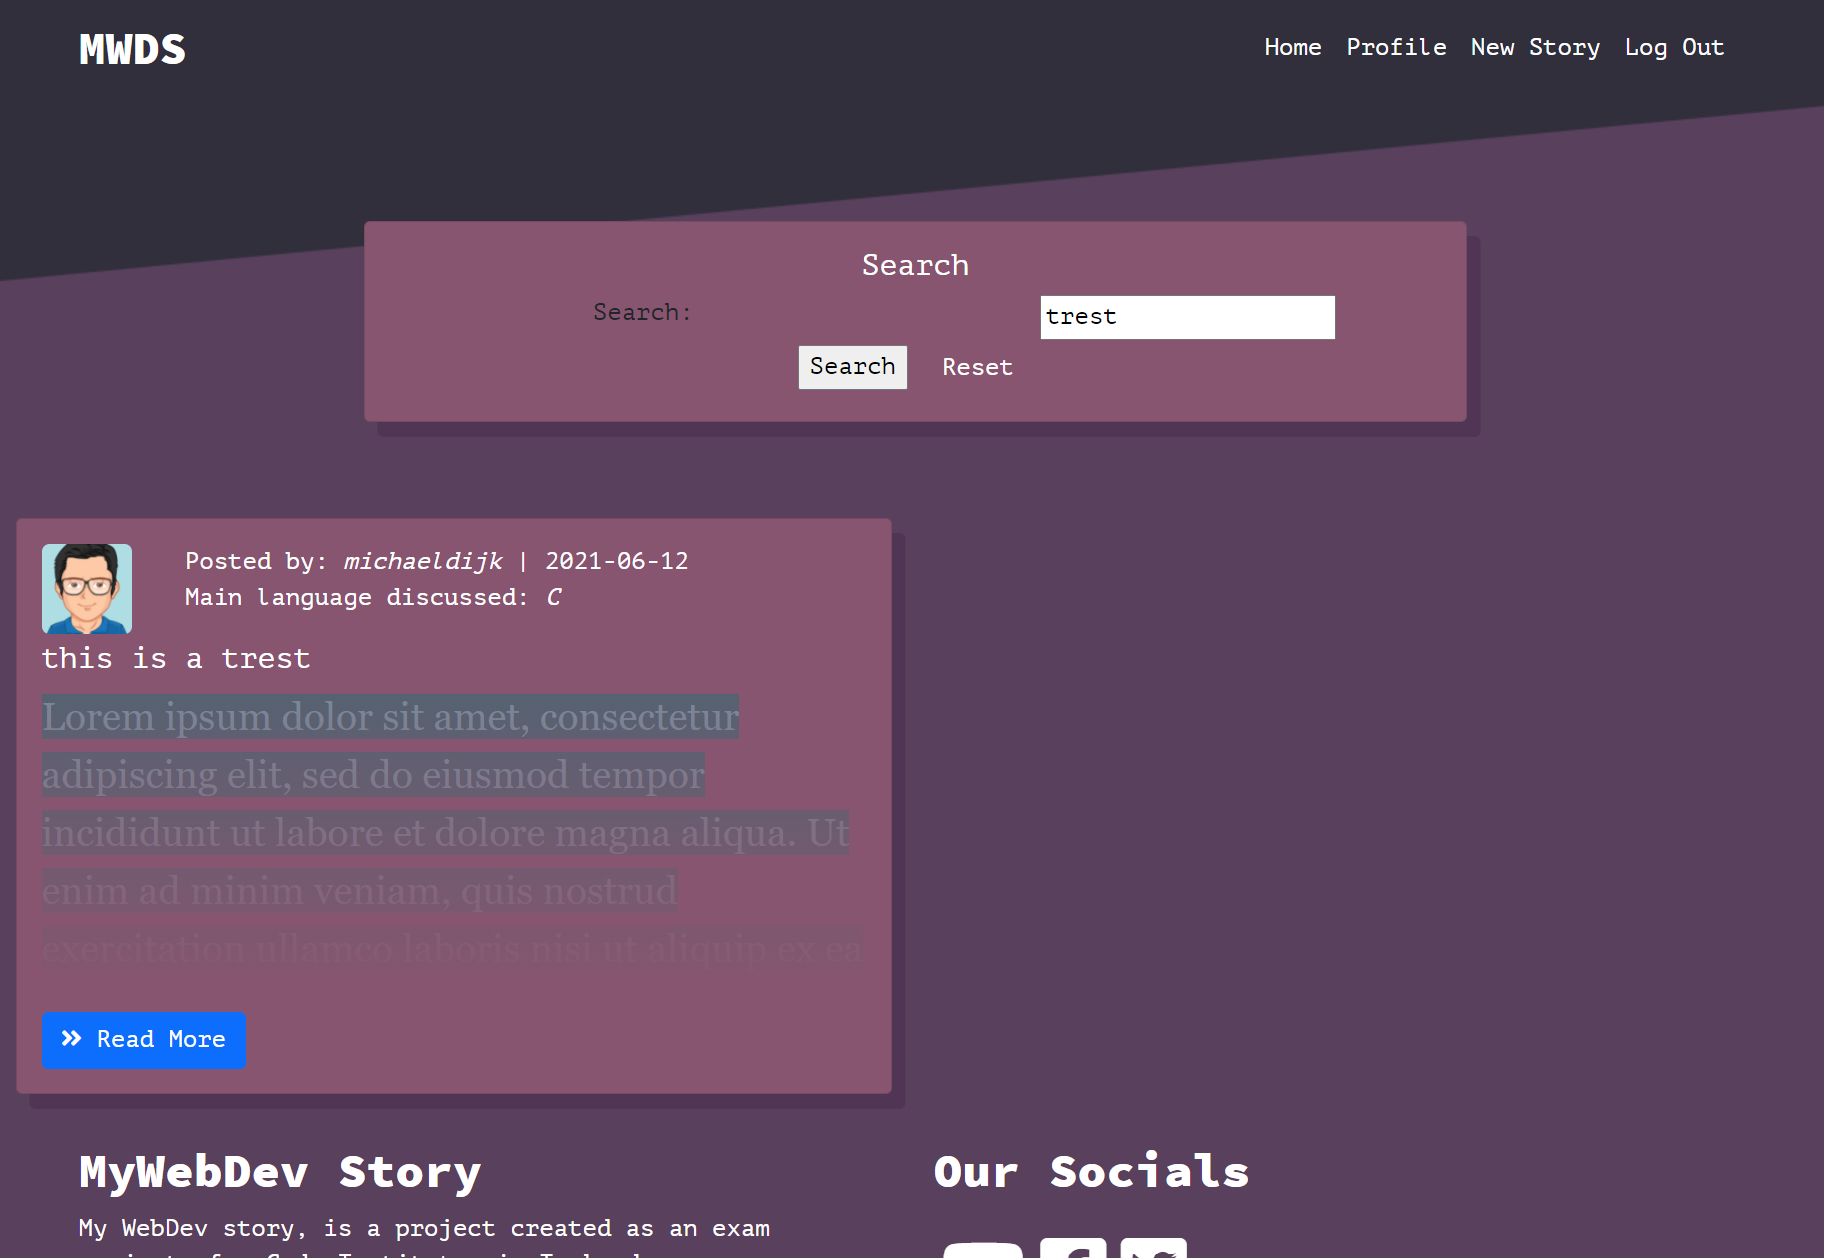 MWDS
Home Profile New Story Log Out
Search
Search: trest
Search Reset
Posted by: michaeldijk | 2021-06-12
Main language discussed: C
this is a trest
Lorem ipsum dolor sit amet, consectetur
adipiscing elit, sed do eiusmod tempor
incididunt ut labore et dolore magna aliqua. Ut
enim ad minim veniam, quis nostrud
exercitation ullamco laboris nisi ut aliquip ex ea
Read More
MyWebDev Story
Our Socials
My WebDev story, is a project created as an exam